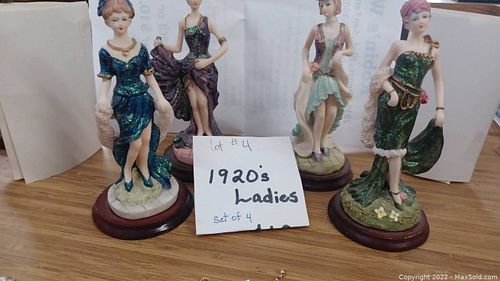 Lot #4
1920's
Ladies
set of 4
Copyright © 2022 - MaxSold.com